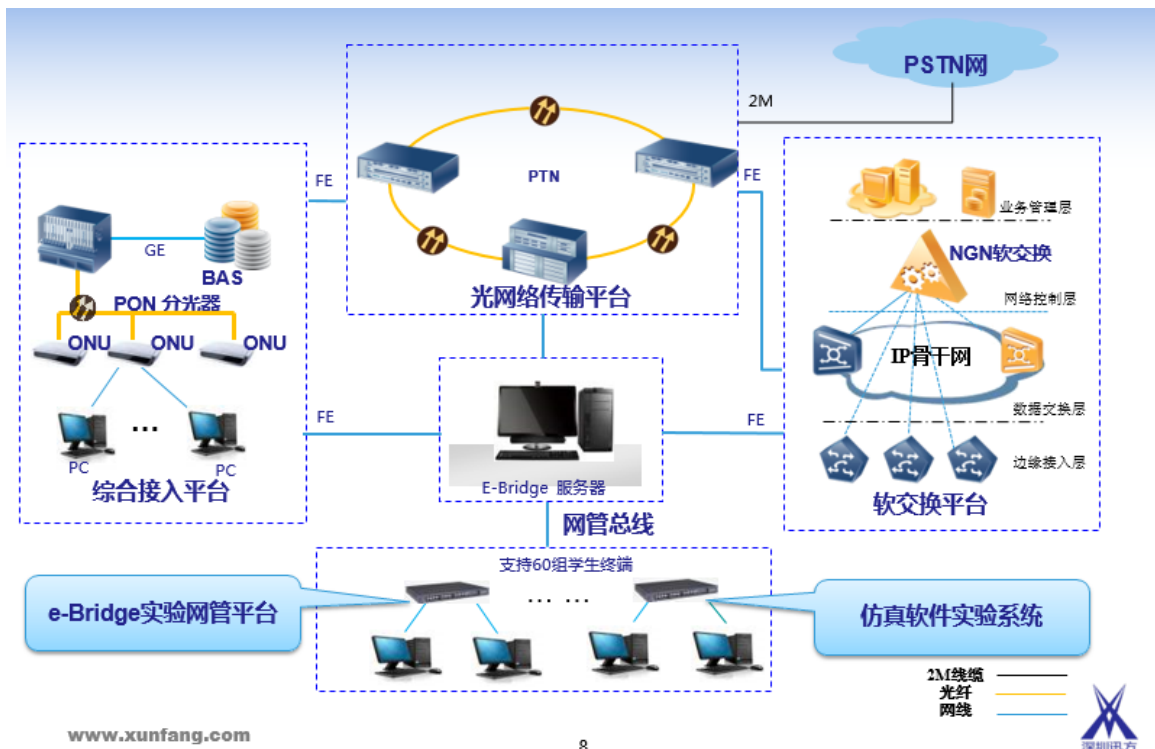 PSTN网
2M
FE
PTN
FE
业务管理层
GE
BAS
NGN软交换
PON 分光器
光网络传输平台
网络控制层
ONU
ONU
ONU
IP骨干网
数据交换层
...
FE
FE
PC
PC
边缘接入层
综合接入平台
E-Bridge 服务器
软交换平台
网管总线
支持60组学生终端
e-Bridge实验网管平台
... ...
仿真软件实验系统
2M线缆
光纤
网线
www.xunfang.com
8
深圳迅方